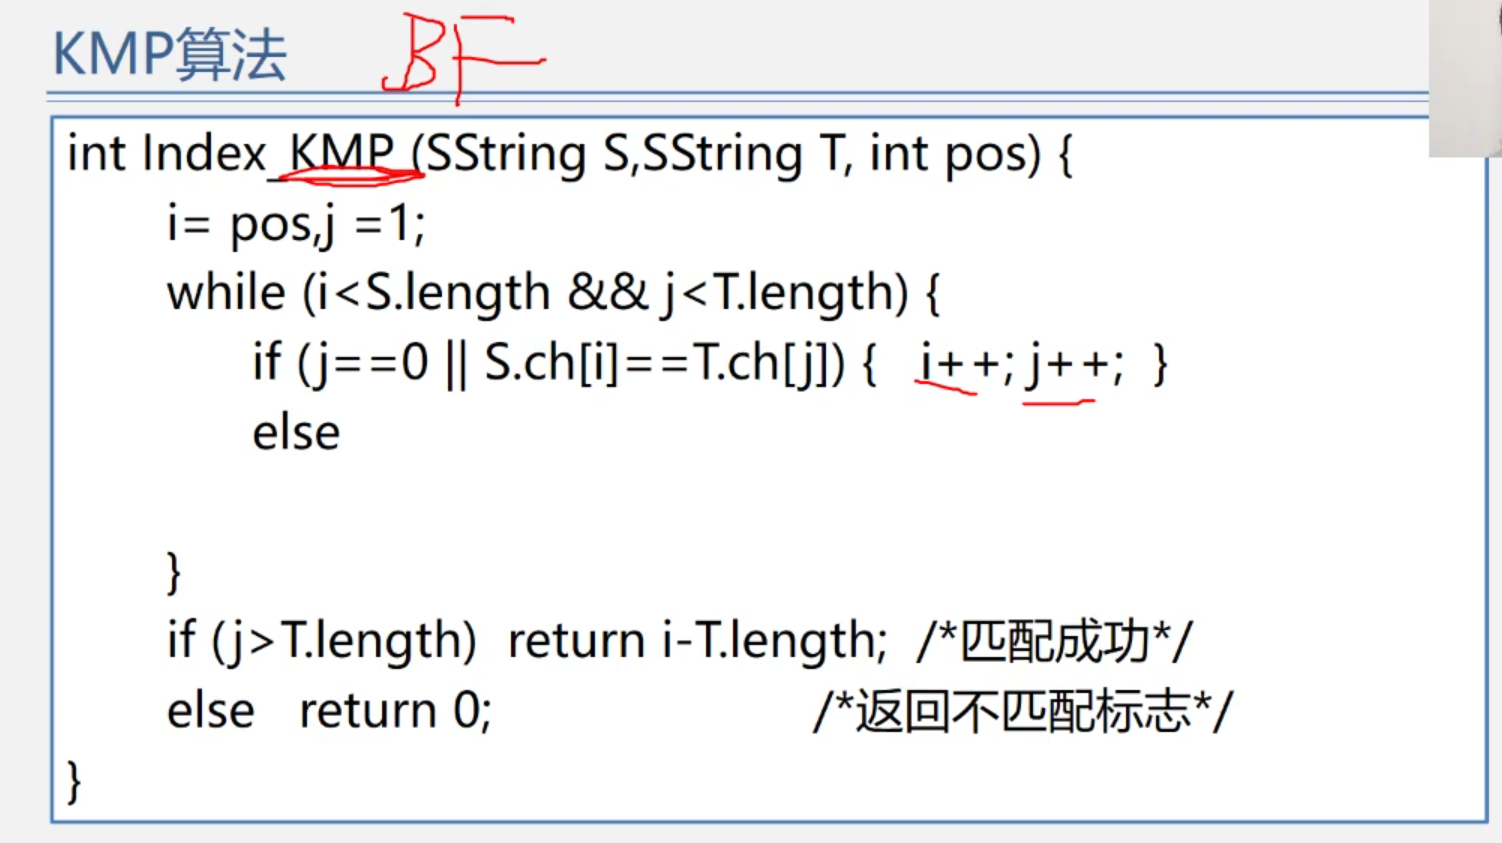 KMP算法 BF
int Index_KMP (SString S,SString T, int pos) {
i= pos,j =1;
while (i<S.length && j<T.length) {
if (j==0 || S.ch[i]==T.ch[j]) { i++; j++; }
else
}
if (j>T.length) return i-T.length; /*匹配成功*/
else return 0; /*返回不匹配标志*/
}